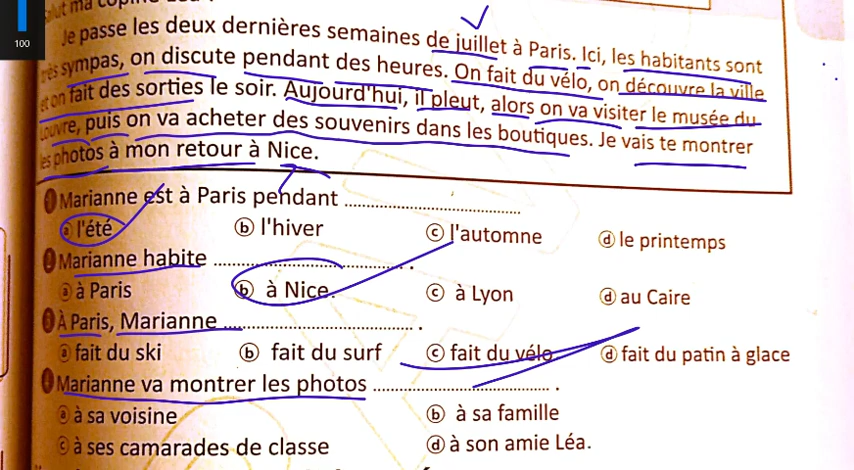 100
Je passe les deux dernières semaines de juillet à Paris. Ici, les habitants sont
très sympas, on discute pendant des heures. On fait du vélo, on découvre la ville
et on fait des sorties le soir. Aujourd'hui, il pleut, alors on va visiter le musée du
Louvre, puis on va acheter des souvenirs dans les boutiques. Je vais te montrer
les photos à mon retour à Nice.
Marianne est à Paris pendant ....................
ⓐ l'été ⓑ l'hiver ⓒ l'automne ⓓ le printemps
Marianne habite .................... .
ⓐ à Paris ⓑ à Nice. ⓒ à Lyon ⓓ au Caire
À Paris, Marianne .................... .
ⓐ fait du ski ⓑ fait du surf ⓒ fait du vélo ⓓ fait du patin à glace
Marianne va montrer les photos .................... .
ⓐ à sa voisine ⓑ à sa famille
ⓒ à ses camarades de classe ⓓ à son amie Léa.